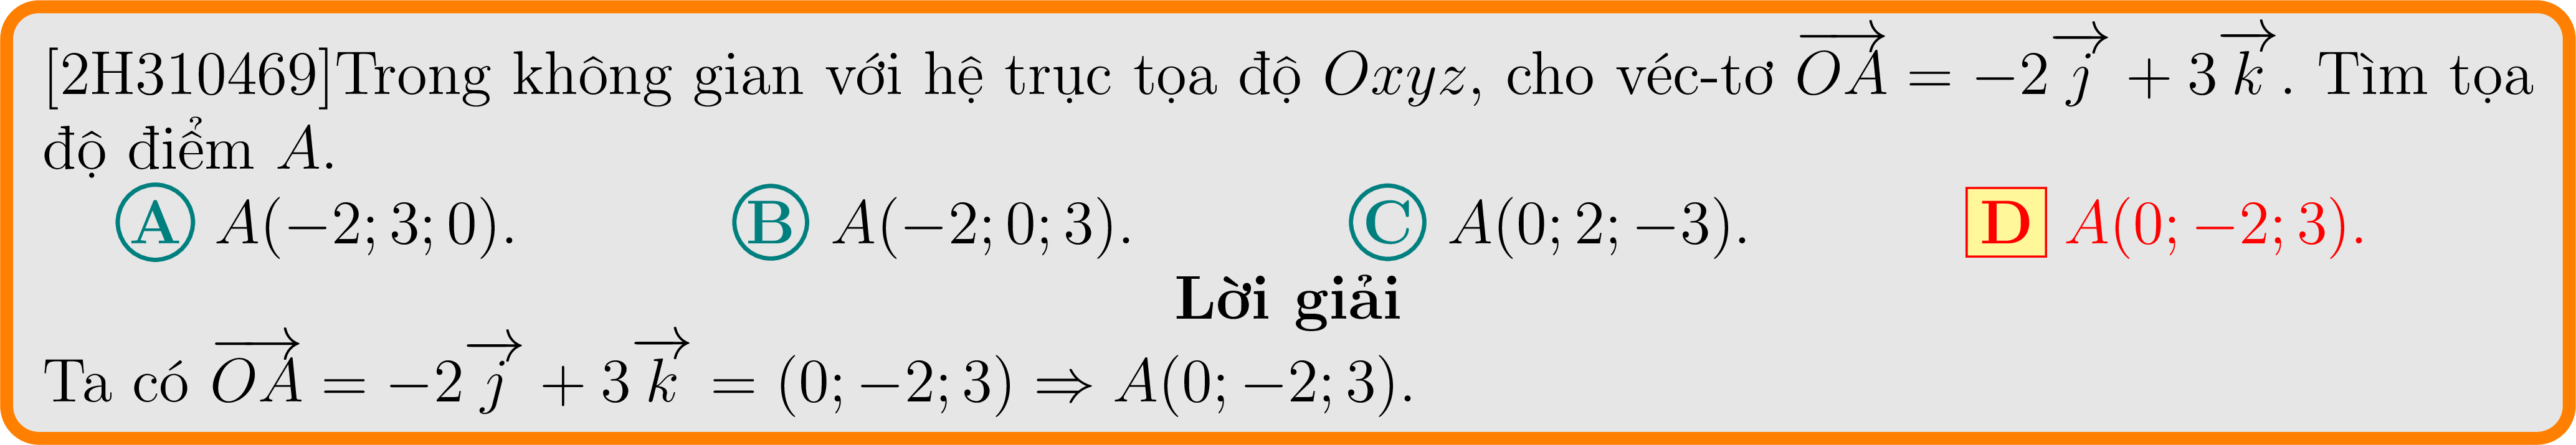 [2H310469]Trong không gian với hệ trục tọa độ $Oxyz$, cho véc-tơ $\overrightarrow{OA} = -2\overrightarrow{j} + 3\overrightarrow{k}$. Tìm tọa
độ điểm $A$.
A $A(-2; 3; 0)$. B $A(-2; 0; 3)$. C $A(0; 2; -3)$. D $A(0; -2; 3)$.
Lời giải
Ta có $\overrightarrow{OA} = -2\overrightarrow{j} + 3\overrightarrow{k} = (0; -2; 3) \Rightarrow A(0; -2; 3)$.